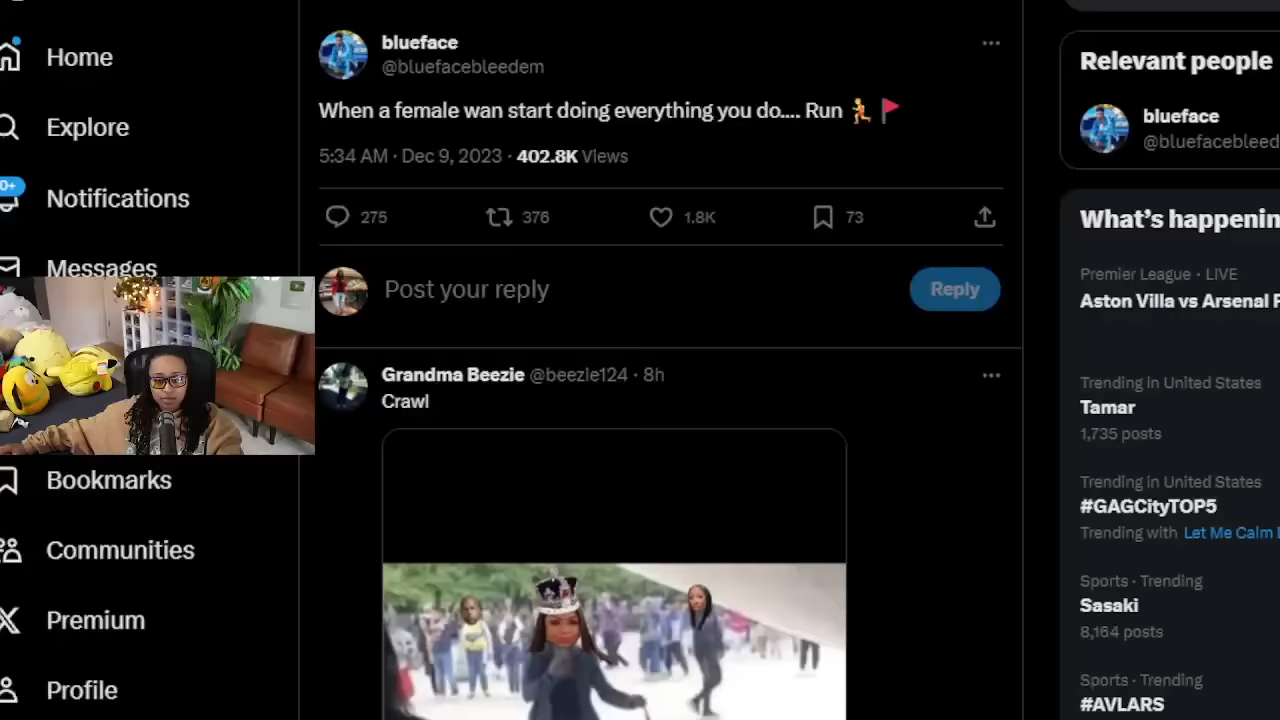 Home
Explore
0+
Notifications
Messages
Bookmarks
Communities
Premium
Profile
blueface
@bluefacebleedem
When a female wan start doing everything you do.... Run 🏃 🚩
5:34 AM · Dec 9, 2023 · 402.8K Views
275
376
1.8K
73
Post your reply
Reply
Grandma Beezie @beezie124 · 8h
Crawl
Relevant people
blueface
@bluefacebleed
What's happenin
Premier League · LIVE
Aston Villa vs Arsenal F
Trending in United States
Tamar
1,735 posts
Trending in United States
#GAGCityTOP5
Trending with Let Me Calm
Sports · Trending
Sasaki
8,164 posts
Sports · Trending
#AVLARS